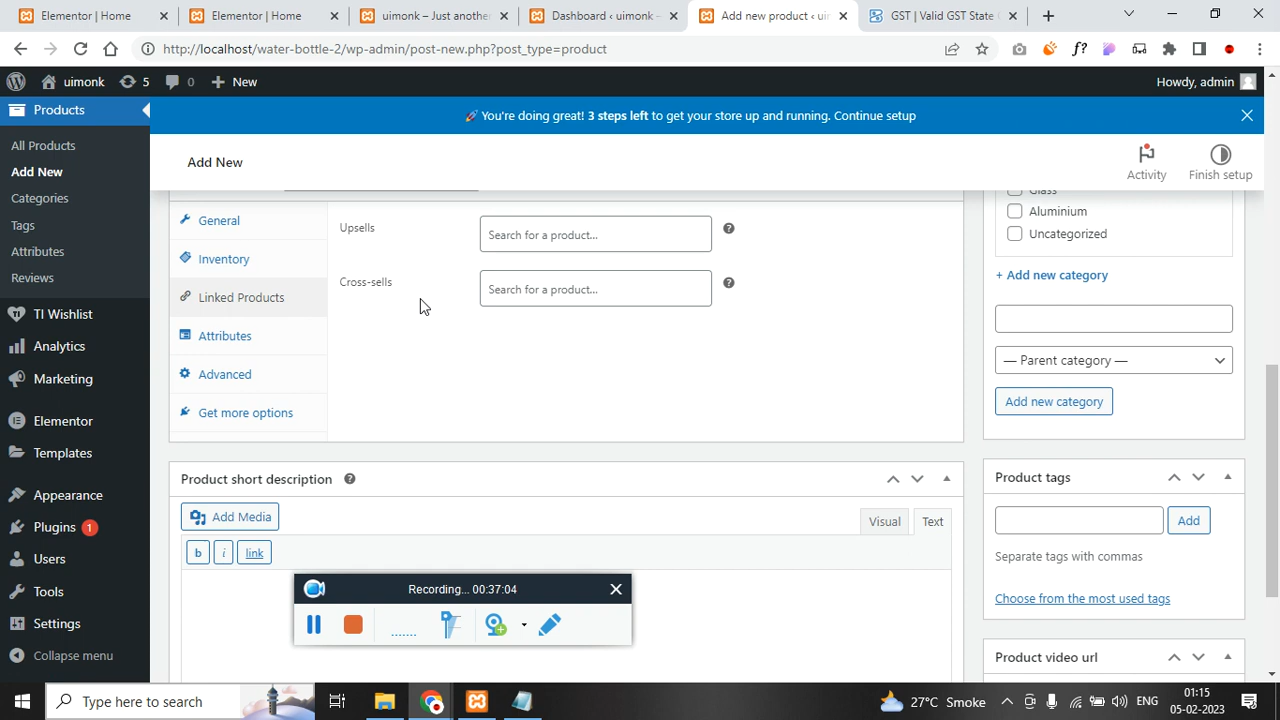 Elementor | Home
Elementor | Home
uimonk – Just anothe
Dashboard ‹ uimonk —
Add new product ‹ uim
GST | Valid GST State C
http://localhost/water-bottle-2/wp-admin/post-new.php?post_type=product
f?
uimonk
5
0
New
Howdy, admin
Products
All Products
Add New
Categories
Tags
Attributes
Reviews
TI Wishlist
Analytics
Marketing
Elementor
Templates
Appearance
Plugins 1
Users
Tools
Settings
Collapse menu
🚀 You're doing great! 3 steps left to get your store up and running. Continue setup
Add New
Activity
Finish setup
General
Inventory
Linked Products
Attributes
Advanced
Get more options
Upsells
Search for a product...
Cross-sells
Search for a product...
Product short description
Add Media
Visual
Text
b
i
link
Recording... 00:37:04
Glass
Aluminium
Uncategorized
+ Add new category
— Parent category —
Add new category
Product tags
Add
Separate tags with commas
Choose from the most used tags
Product video url
Type here to search
27°C Smoke
ENG
01:15
05-02-2023